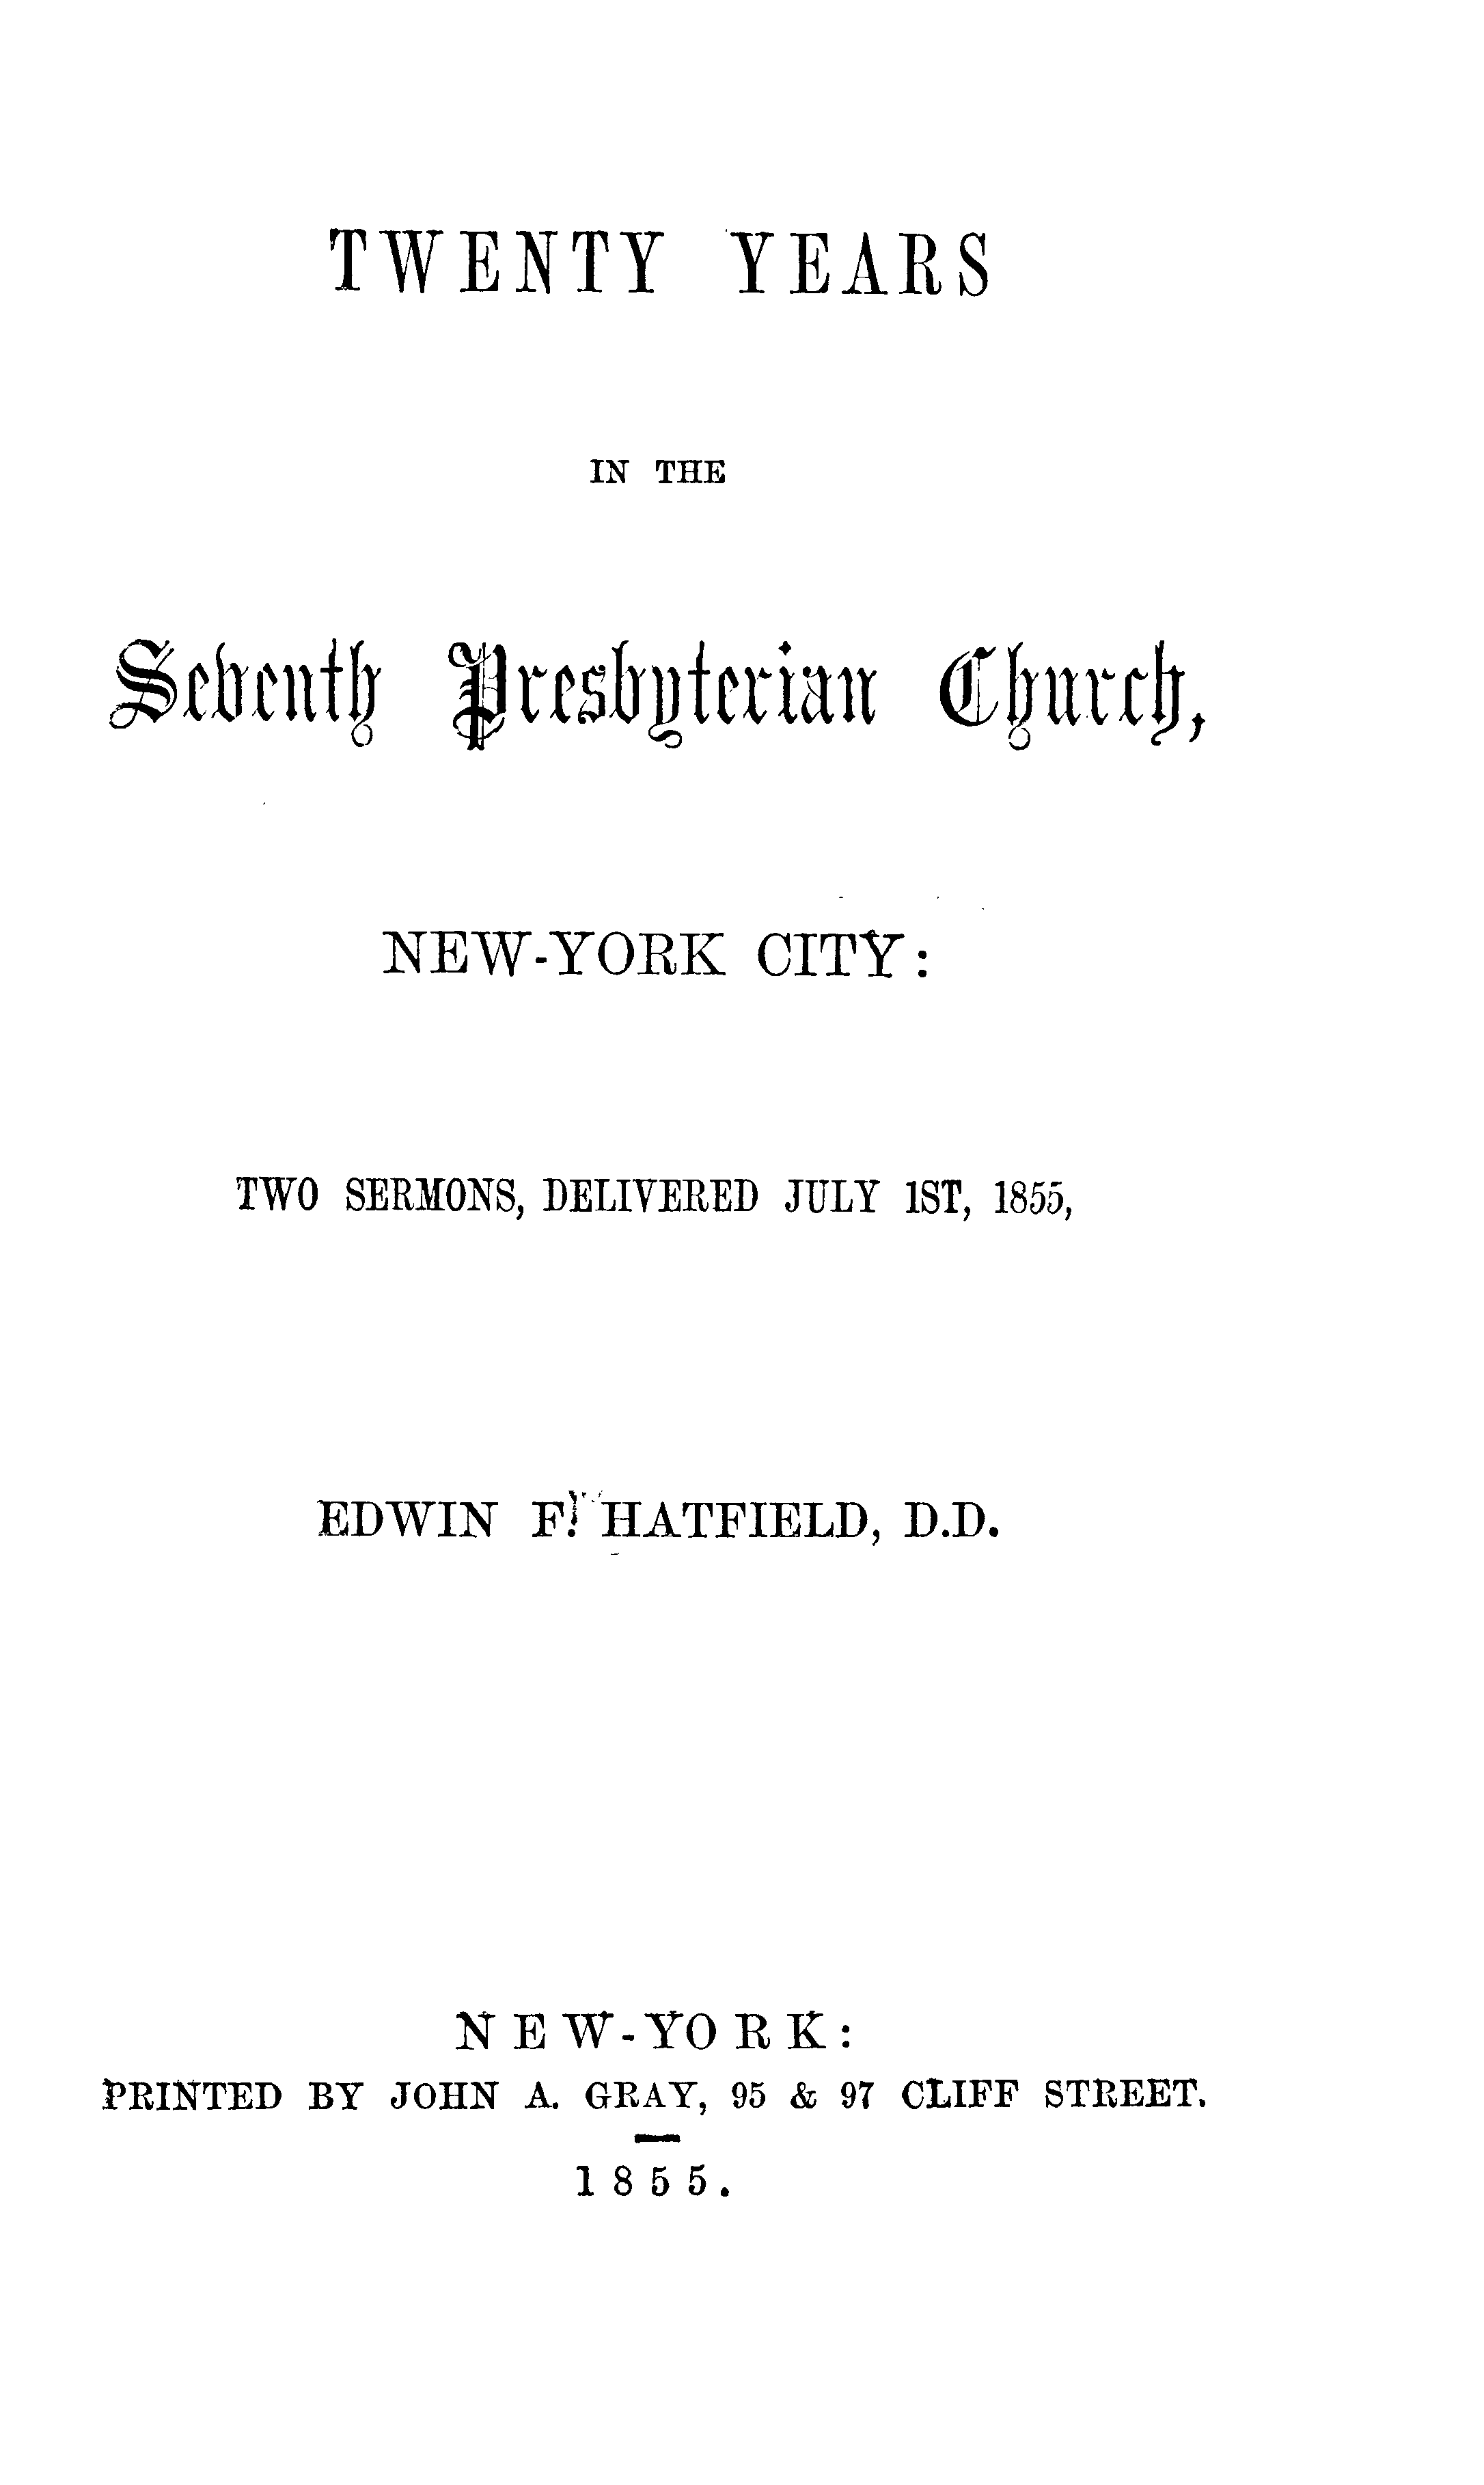 TWENTY YEARS
IN THE
Seventh Presbyterian Church,
NEW-YORK CITY:
TWO SERMONS, DELIVERED JULY 1ST, 1855,
EDWIN F. HATFIELD, D.D.
NEW-YORK:
PRINTED BY JOHN A. GRAY, 95 & 97 CLIFF STREET.
1855.